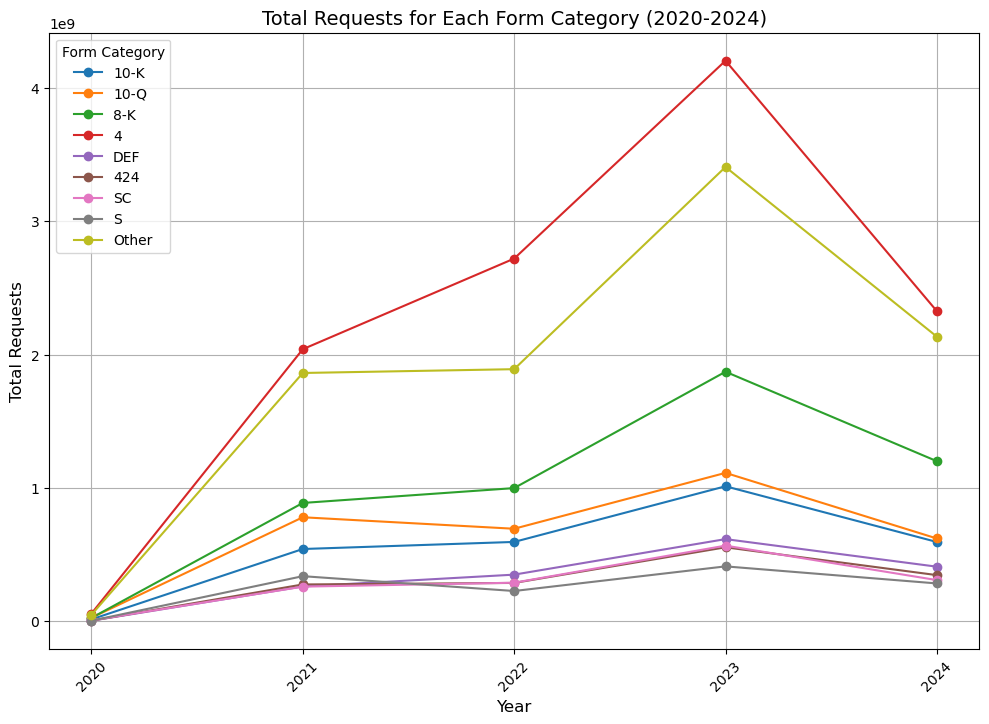 Total Requests for Each Form Category (2020-2024)
1e9
Form Category
10-K
10-Q
8-K
4
DEF
424
SC
S
Other
4
3
2
1
0
Total Requests
2020
2021
2022
2023
2024
Year